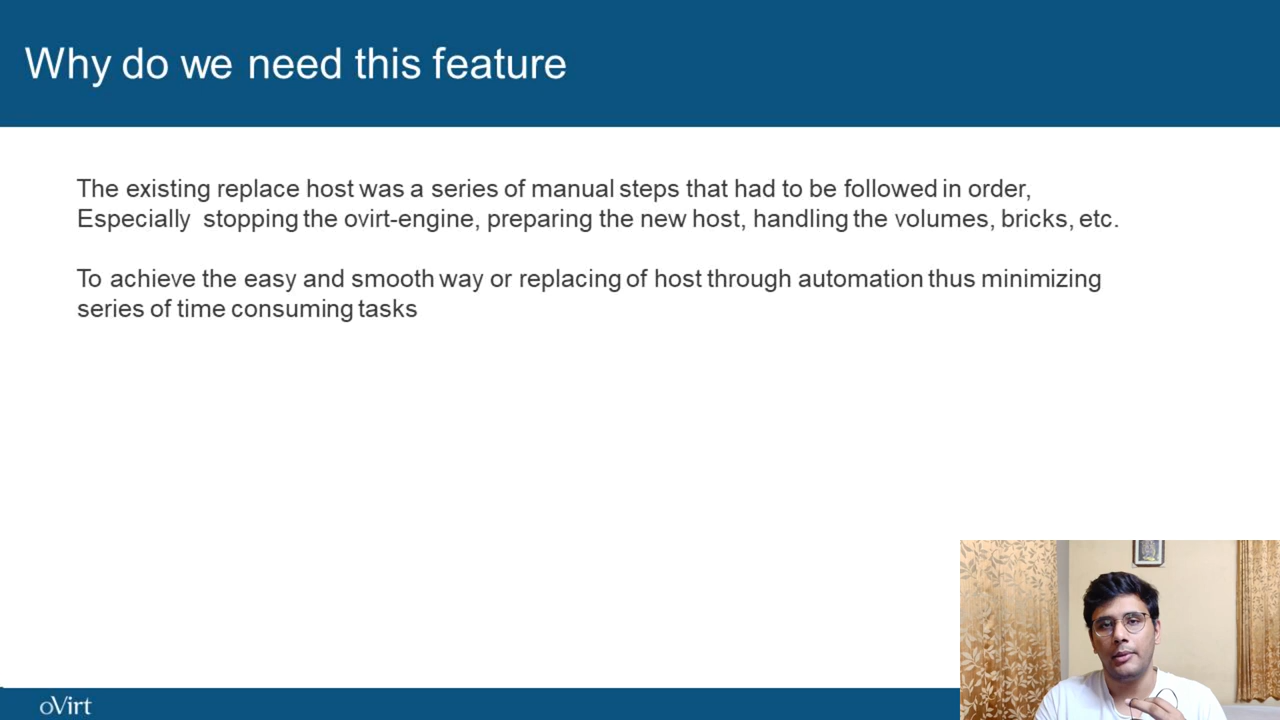 Why do we need this feature
The existing replace host was a series of manual steps that had to be followed in order,
Especially stopping the ovirt-engine, preparing the new host, handling the volumes, bricks, etc.
To achieve the easy and smooth way or replacing of host through automation thus minimizing
series of time consuming tasks
oVirt